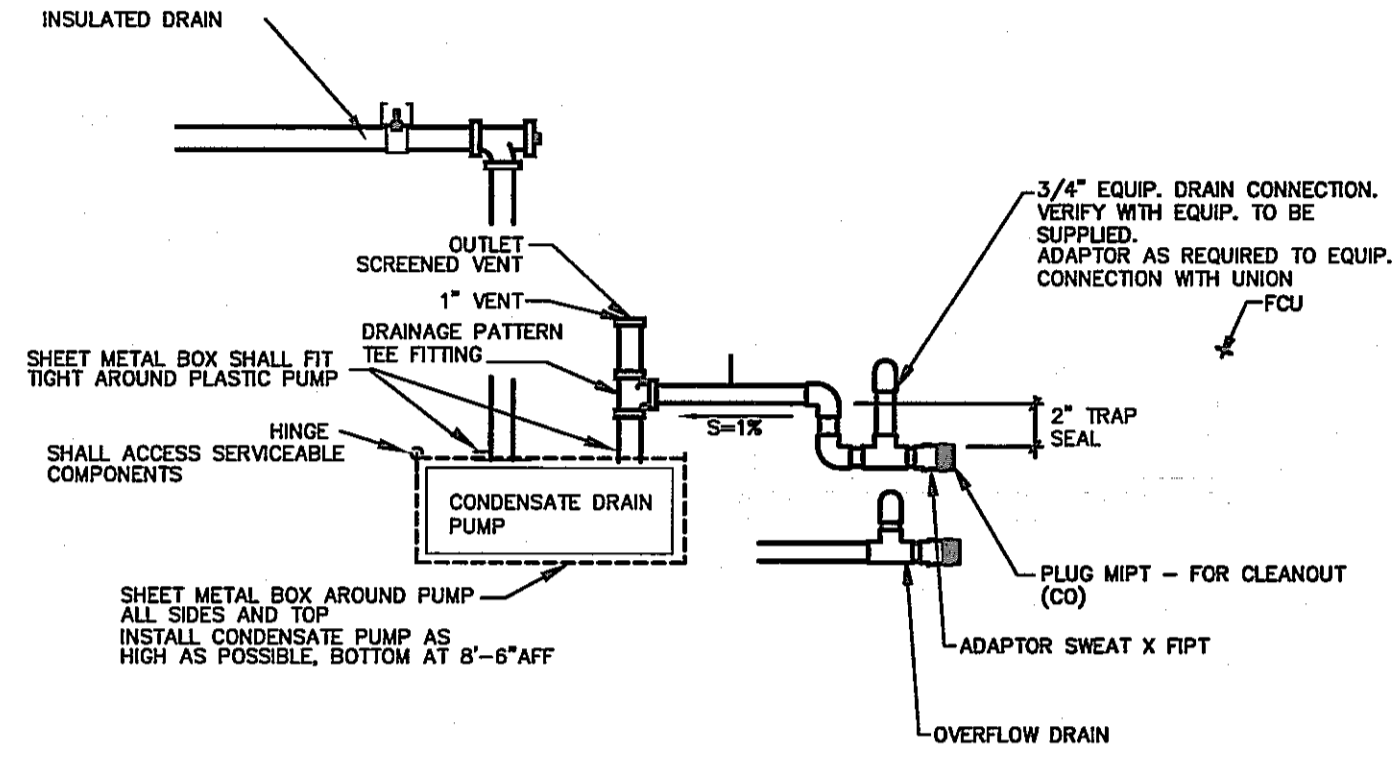 INSULATED DRAIN
3/4" EQUIP. DRAIN CONNECTION.
VERIFY WITH EQUIP. TO BE
SUPPLIED.
ADAPTOR AS REQUIRED TO EQUIP.
CONNECTION WITH UNION
FCU
OUTLET
SCREENED VENT
1" VENT
DRAINAGE PATTERN
TEE FITTING
SHEET METAL BOX SHALL FIT
TIGHT AROUND PLASTIC PUMP
HINGE
SHALL ACCESS SERVICEABLE
COMPONENTS
S=1%
2" TRAP
SEAL
CONDENSATE DRAIN
PUMP
SHEET METAL BOX AROUND PUMP
ALL SIDES AND TOP
INSTALL CONDENSATE PUMP AS
HIGH AS POSSIBLE, BOTTOM AT 8'-6"AFF
PLUG MIPT - FOR CLEANOUT
(CO)
ADAPTOR SWEAT X FIPT
OVERFLOW DRAIN